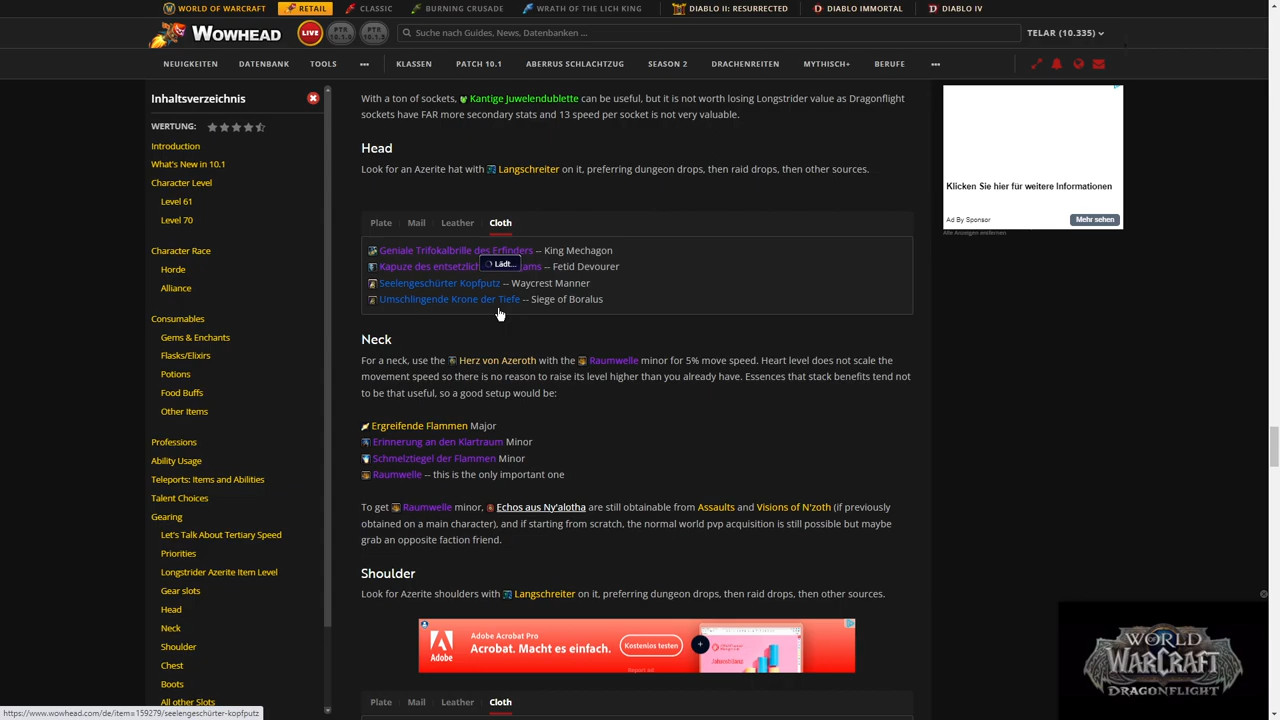 WORLD OF WARCRAFT RETAIL CLASSIC BURNING CRUSADE WRATH OF THE LICH KING DIABLO II: RESURRECTED DIABLO IMMORTAL DIABLO IV
WOWHEAD LIVE PTR 10.1.0 PTR 10.1.5 Suche nach Guides, News, Datenbanken ... TELAR (10.335)
NEUIGKEITEN DATENBANK TOOLS ••• KLASSEN PATCH 10.1 ABERRUS SCHLACHTZUG SEASON 2 DRACHENREITEN MYTHISCH+ BERUFE •••
Inhaltsverzeichnis
WERTUNG:
Introduction
What's New in 10.1
Character Level
Level 61
Level 70
Character Race
Horde
Alliance
Consumables
Gems & Enchants
Flasks/Elixirs
Potions
Food Buffs
Other Items
Professions
Ability Usage
Teleports: Items and Abilities
Talent Choices
Gearing
Let's Talk About Tertiary Speed
Priorities
Longstrider Azerite Item Level
Gear slots
Head
Neck
Shoulder
Chest
Boots
All other Slots
With a ton of sockets, Kantige Juwelendublette can be useful, but it is not worth losing Longstrider value as Dragonflight
sockets have FAR more secondary stats and 13 speed per socket is not very valuable.
Head
Look for an Azerite hat with Langschreiter on it, preferring dungeon drops, then raid drops, then other sources.
Plate Mail Leather Cloth
Geniale Trifokalbrille des Erfinders -- King Mechagon
Kapuze des entsetzlich ams -- Fetid Devourer
Lädt...
Seelengeschürter Kopfputz -- Waycrest Manner
Umschlingende Krone der Tiefe -- Siege of Boralus
Neck
For a neck, use the Herz von Azeroth with the Raumwelle minor for 5% move speed. Heart level does not scale the
movement speed so there is no reason to raise its level higher than you already have. Essences that stack benefits tend not
to be that useful, so a good setup would be:
Ergreifende Flammen Major
Erinnerung an den Klartraum Minor
Schmelztiegel der Flammen Minor
Raumwelle -- this is the only important one
To get Raumwelle minor, Echos aus Ny'alotha are still obtainable from Assaults and Visions of N'zoth (if previously
obtained on a main character), and if starting from scratch, the normal world pvp acquisition is still possible but maybe
grab an opposite faction friend.
Shoulder
Look for Azerite shoulders with Langschreiter on it, preferring dungeon drops, then raid drops, then other sources.
Adobe
Adobe Acrobat Pro
Acrobat. Macht es einfach.
Kostenlos testen
Report ad
Plate Mail Leather Cloth
Klicken Sie hier für weitere Informationen
Ad By Sponsor Mehr sehen
Alle Anzeigen entfernen
WORLD OF WARCRAFT DRAGONFLIGHT
https://www.wowhead.com/de/item=159279/seelengeschürter-kopfputz